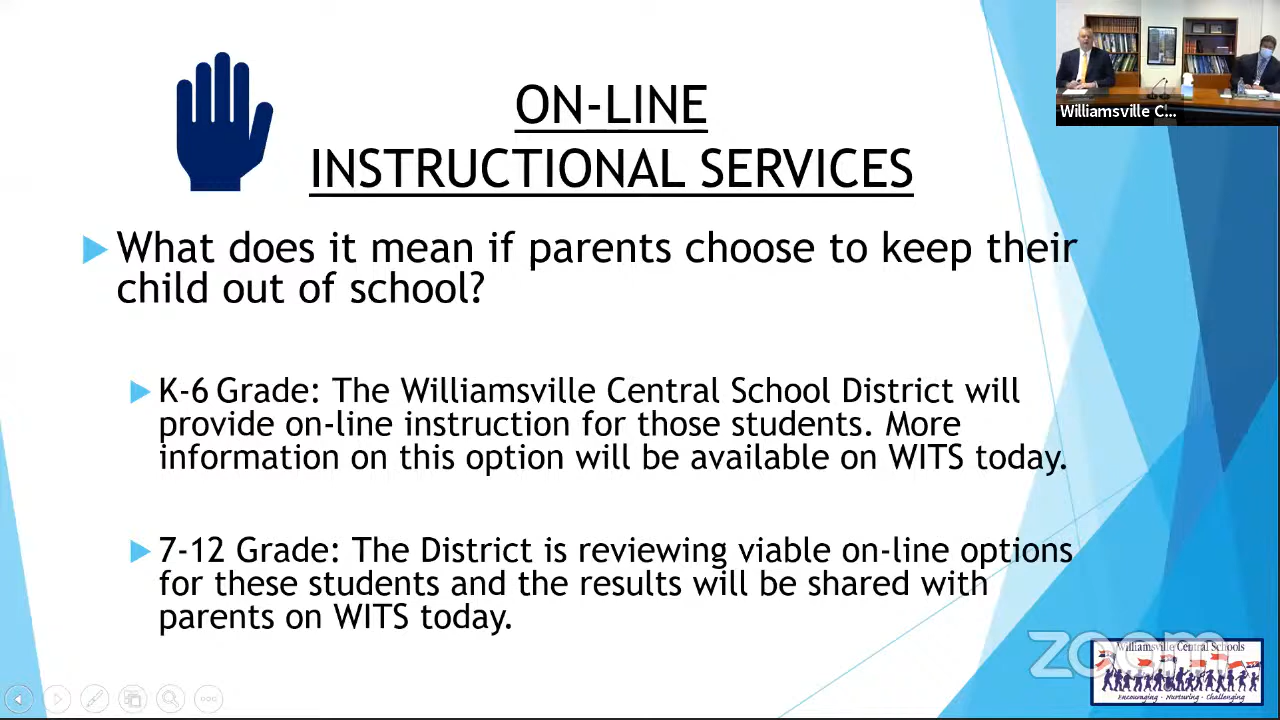 Williamsville C...
ON-LINE
INSTRUCTIONAL SERVICES
What does it mean if parents choose to keep their
child out of school?
K-6 Grade: The Williamsville Central School District will
provide on-line instruction for those students. More
information on this option will be available on WITS today.
7-12 Grade: The District is reviewing viable on-line options
for these students and the results will be shared with
parents on WITS today.
zoom
Williamsville Central Schools
Encouraging · Nurturing · Challenging